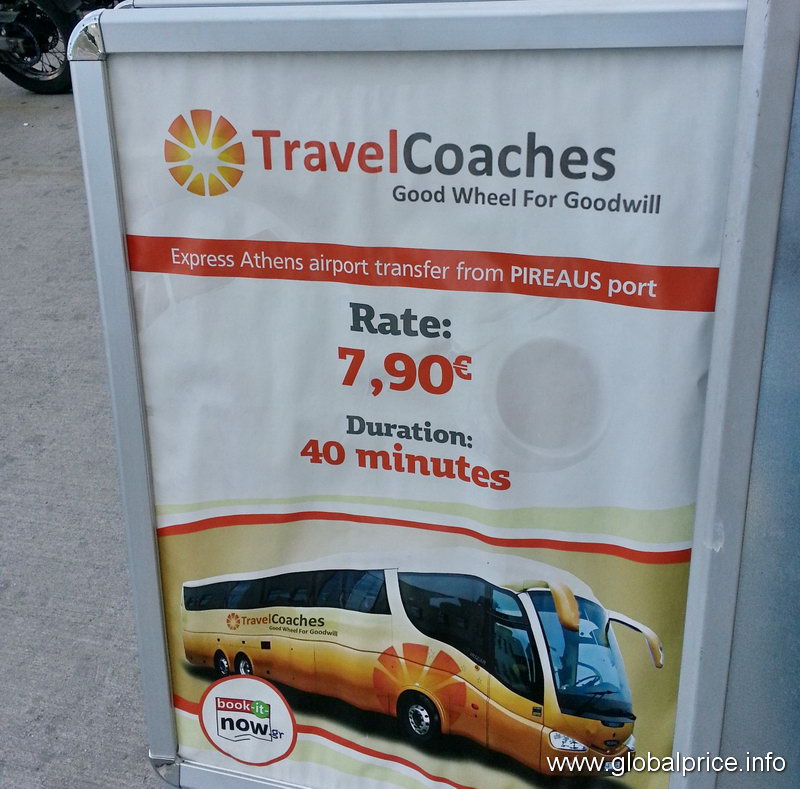 TravelCoaches
Good Wheel For Goodwill
Express Athens airport transfer from PIREAUS port
Rate:
7,90€
Duration:
40 minutes
TravelCoaches
Good Wheel For Goodwill
book-it-
now.gr
www.globalprice.info